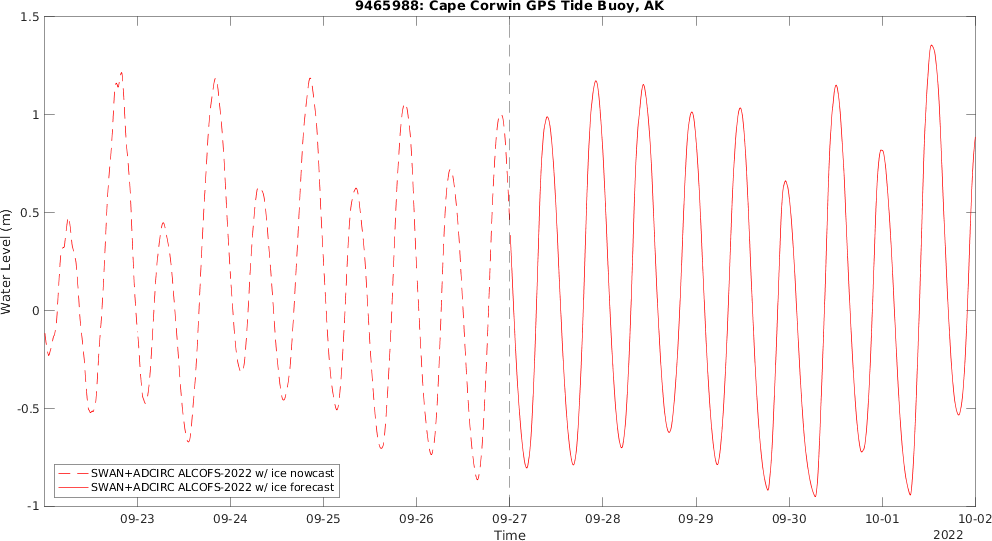 9465988: Cape Corwin GPS Tide Buoy, AK
1.5
1
0.5
0
-0.5
-1
Water Level (m)
SWAN+ADCIRC ALCOFS-2022 w/ ice nowcast
SWAN+ADCIRC ALCOFS-2022 w/ ice forecast
09-23 09-24 09-25 09-26 09-27 09-28 09-29 09-30 10-01 10-02
Time
2022